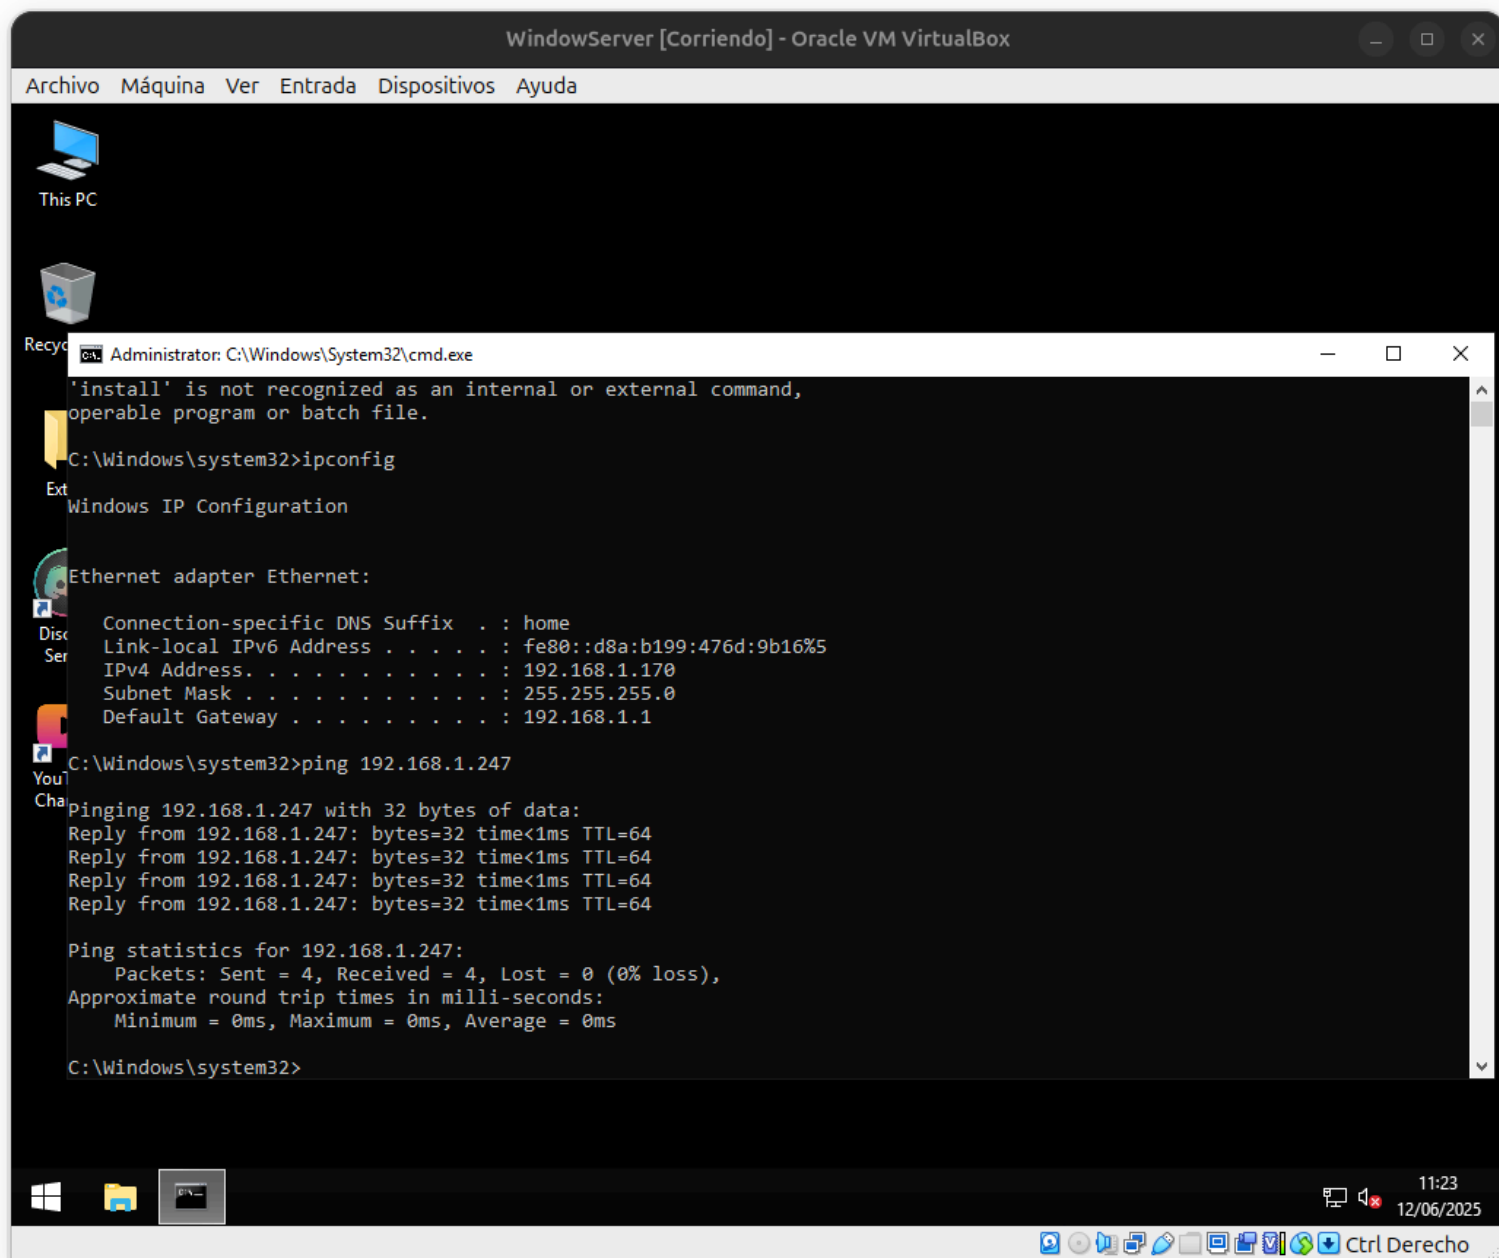 WindowServer [Corriendo] - Oracle VM VirtualBox
Archivo Máquina Ver Entrada Dispositivos Ayuda
This PC
Recyc
Administrator: C:\Windows\System32\cmd.exe
'install' is not recognized as an internal or external command,
operable program or batch file.
C:\Windows\system32>ipconfig
Ext
Windows IP Configuration
Ethernet adapter Ethernet:
Connection-specific DNS Suffix . : home
Disc
Link-local IPv6 Address . . . . . : fe80::d8a:b199:476d:9b16%5
Ser
IPv4 Address. . . . . . . . . . . : 192.168.1.170
Subnet Mask . . . . . . . . . . . : 255.255.255.0
Default Gateway . . . . . . . . . : 192.168.1.1
C:\Windows\system32>ping 192.168.1.247
YouT
Cha
Pinging 192.168.1.247 with 32 bytes of data:
Reply from 192.168.1.247: bytes=32 time<1ms TTL=64
Reply from 192.168.1.247: bytes=32 time<1ms TTL=64
Reply from 192.168.1.247: bytes=32 time<1ms TTL=64
Reply from 192.168.1.247: bytes=32 time<1ms TTL=64
Ping statistics for 192.168.1.247:
Packets: Sent = 4, Received = 4, Lost = 0 (0% loss),
Approximate round trip times in milli-seconds:
Minimum = 0ms, Maximum = 0ms, Average = 0ms
C:\Windows\system32>
11:23
12/06/2025
Ctrl Derecho